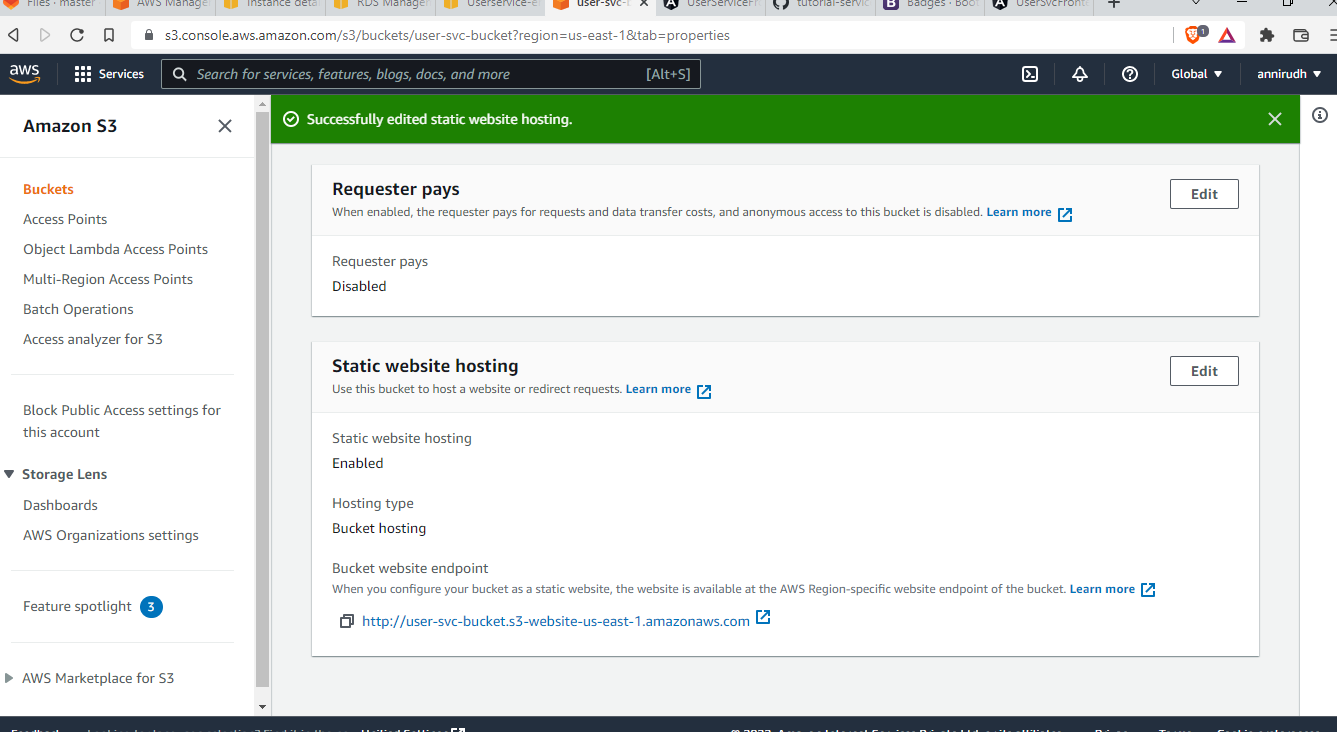 Files · master
AWS Manage
Instance deta
RDS Manage
Userservice-e
user-svc-b
UserServiceFr
tutorial-servic
Badges · Boot
UserSvcFront
s3.console.aws.amazon.com/s3/buckets/user-svc-bucket?region=us-east-1&tab=properties
1
aws
Services
Search for services, features, blogs, docs, and more
[Alt+S]
Global
annirudh
Amazon S3
Buckets
Access Points
Object Lambda Access Points
Multi-Region Access Points
Batch Operations
Access analyzer for S3
Block Public Access settings for
this account
Storage Lens
Dashboards
AWS Organizations settings
Feature spotlight 3
AWS Marketplace for S3
Successfully edited static website hosting.
Requester pays
Edit
When enabled, the requester pays for requests and data transfer costs, and anonymous access to this bucket is disabled. Learn more
Requester pays
Disabled
Static website hosting
Edit
Use this bucket to host a website or redirect requests. Learn more
Static website hosting
Enabled
Hosting type
Bucket hosting
Bucket website endpoint
When you configure your bucket as a static website, the website is available at the AWS Region-specific website endpoint of the bucket. Learn more
http://user-svc-bucket.s3-website-us-east-1.amazonaws.com